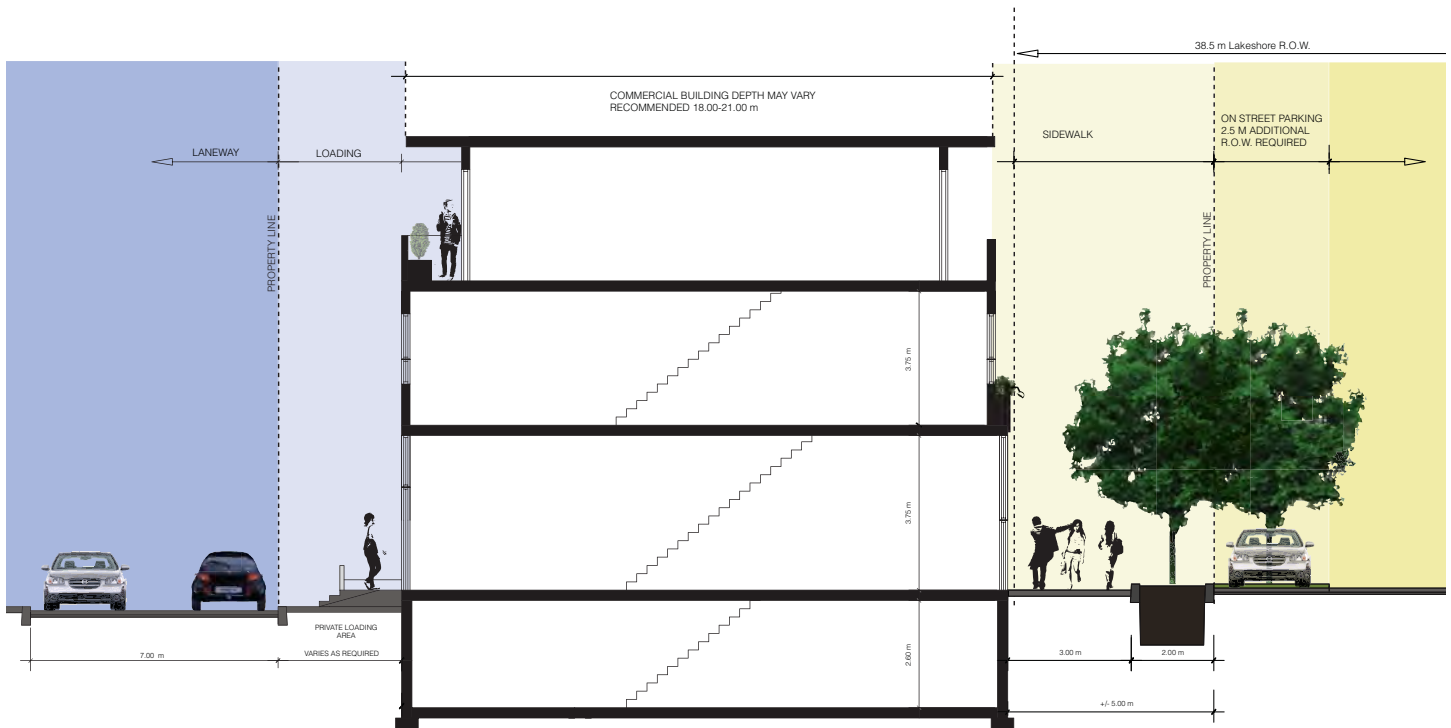 38.5 m Lakeshore R.O.W.
COMMERCIAL BUILDING DEPTH MAY VARY
RECOMMENDED 18.00-21.00 m
LANEWAY
LOADING
SIDEWALK
ON STREET PARKING
2.5 M ADDITIONAL
R.O.W. REQUIRED
PROPERTY LINE
PROPERTY LINE
3.75 m
3.75 m
2.60 m
PRIVATE LOADING
AREA
VARIES AS REQUIRED
7.00 m
3.00 m
2.00 m
+/- 5.00 m